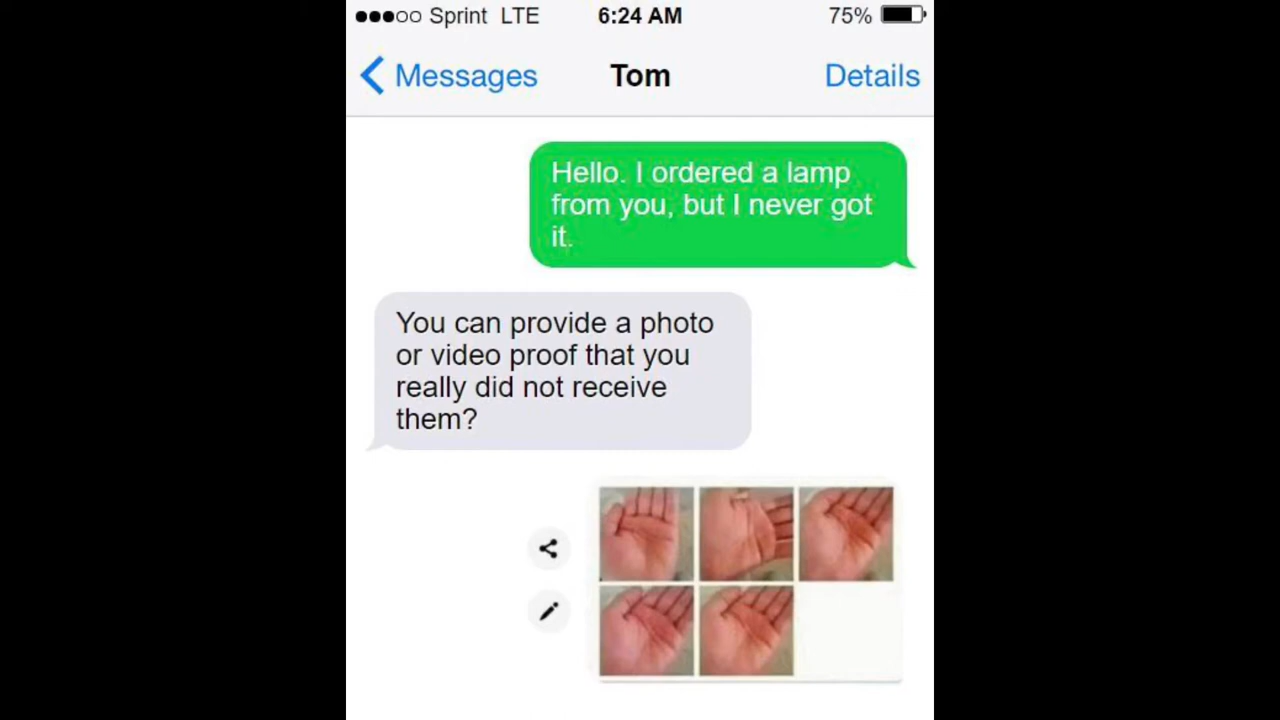 Sprint LTE 6:24 AM 75%
Messages Tom Details
Hello. I ordered a lamp
from you, but I never got
it.
You can provide a photo
or video proof that you
really did not receive
them?